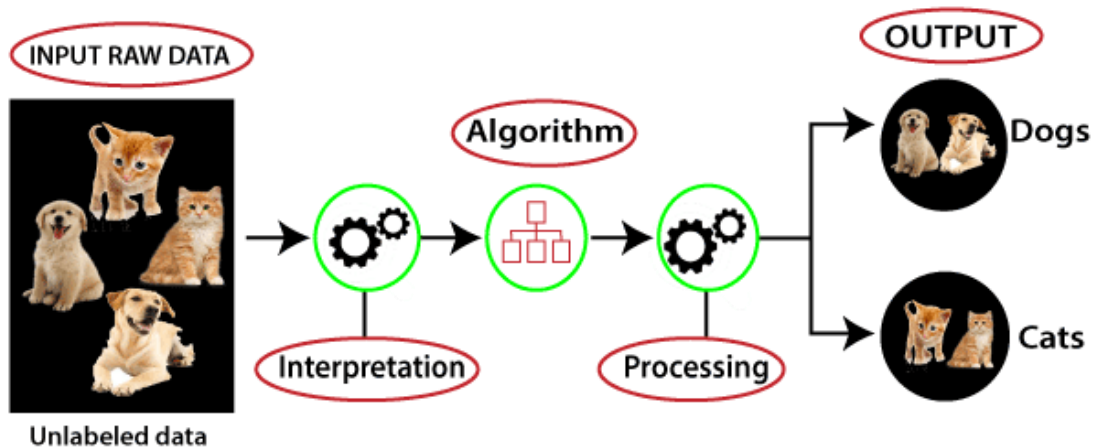 INPUT RAW DATA
Unlabeled data
Interpretation
Algorithm
Processing
OUTPUT
Dogs
Cats